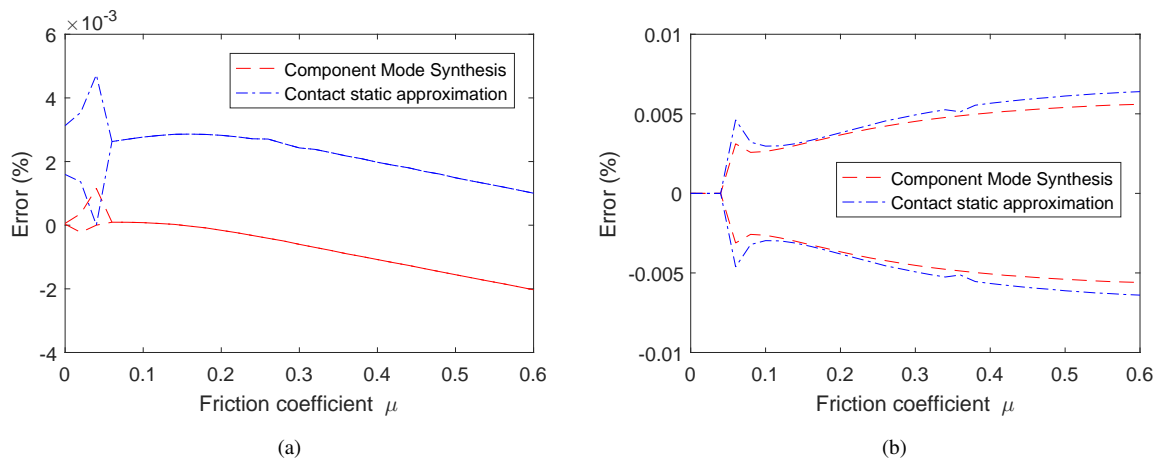 ×10⁻³
6
4
2
0
-2
-4
Error (%)
Component Mode Synthesis
Contact static approximation
0 0.1 0.2 0.3 0.4 0.5 0.6
Friction coefficient μ
(a)
0.01
0.005
0
-0.005
-0.01
Error (%)
Component Mode Synthesis
Contact static approximation
0 0.1 0.2 0.3 0.4 0.5 0.6
Friction coefficient μ
(b)